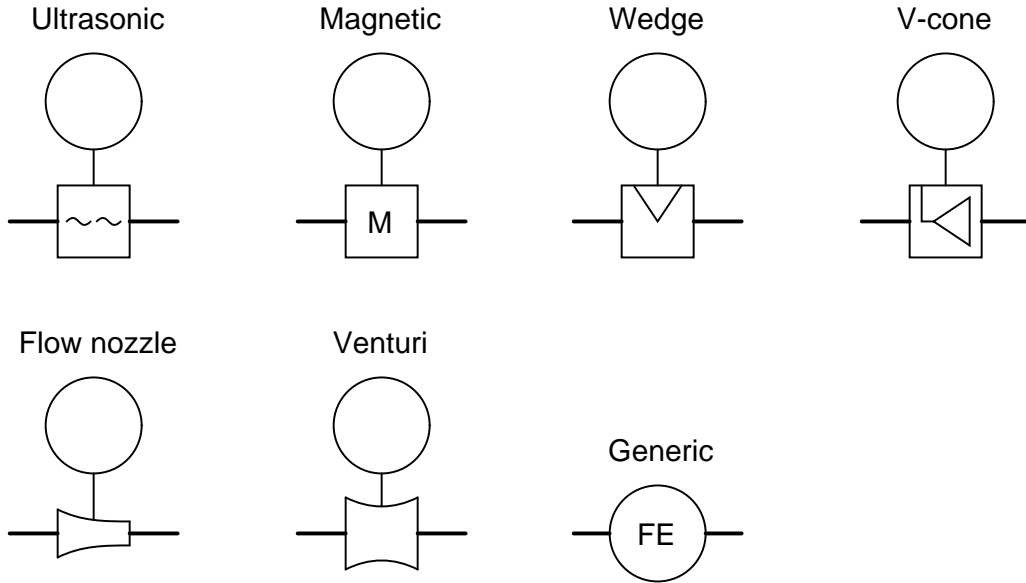 Ultrasonic
Magnetic
Wedge
V-cone
M
Flow nozzle
Venturi
Generic
FE